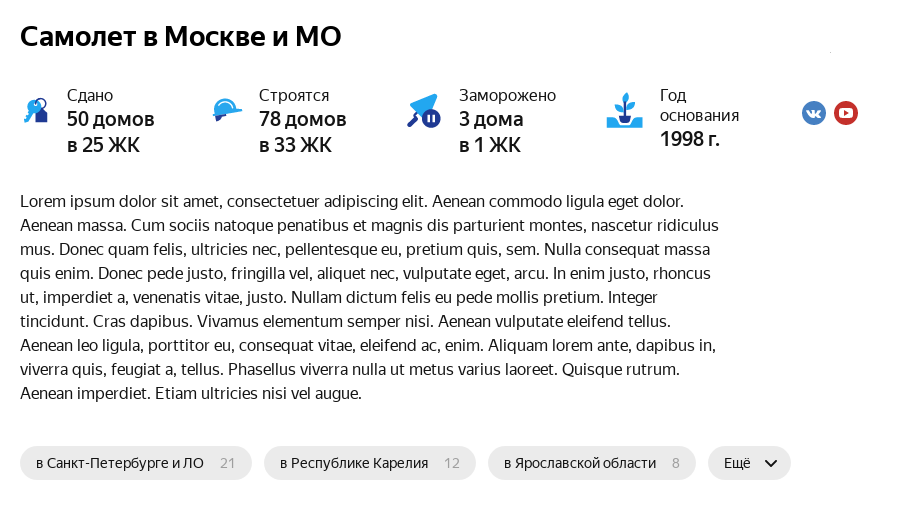 Самолет в Москве и МО
Сдано
50 домов
в 25 ЖК
Строятся
78 домов
в 33 ЖК
Заморожено
3 дома
в 1 ЖК
Год
основания
1998 г.
Lorem ipsum dolor sit amet, consectetuer adipiscing elit. Aenean commodo ligula eget dolor.
Aenean massa. Cum sociis natoque penatibus et magnis dis parturient montes, nascetur ridiculus
mus. Donec quam felis, ultricies nec, pellentesque eu, pretium quis, sem. Nulla consequat massa
quis enim. Donec pede justo, fringilla vel, aliquet nec, vulputate eget, arcu. In enim justo, rhoncus
ut, imperdiet a, venenatis vitae, justo. Nullam dictum felis eu pede mollis pretium. Integer
tincidunt. Cras dapibus. Vivamus elementum semper nisi. Aenean vulputate eleifend tellus.
Aenean leo ligula, porttitor eu, consequat vitae, eleifend ac, enim. Aliquam lorem ante, dapibus in,
viverra quis, feugiat a, tellus. Phasellus viverra nulla ut metus varius laoreet. Quisque rutrum.
Aenean imperdiet. Etiam ultricies nisi vel augue.
в Санкт-Петербурге и ЛО 21
в Республике Карелия 12
в Ярославской области 8
Ещё